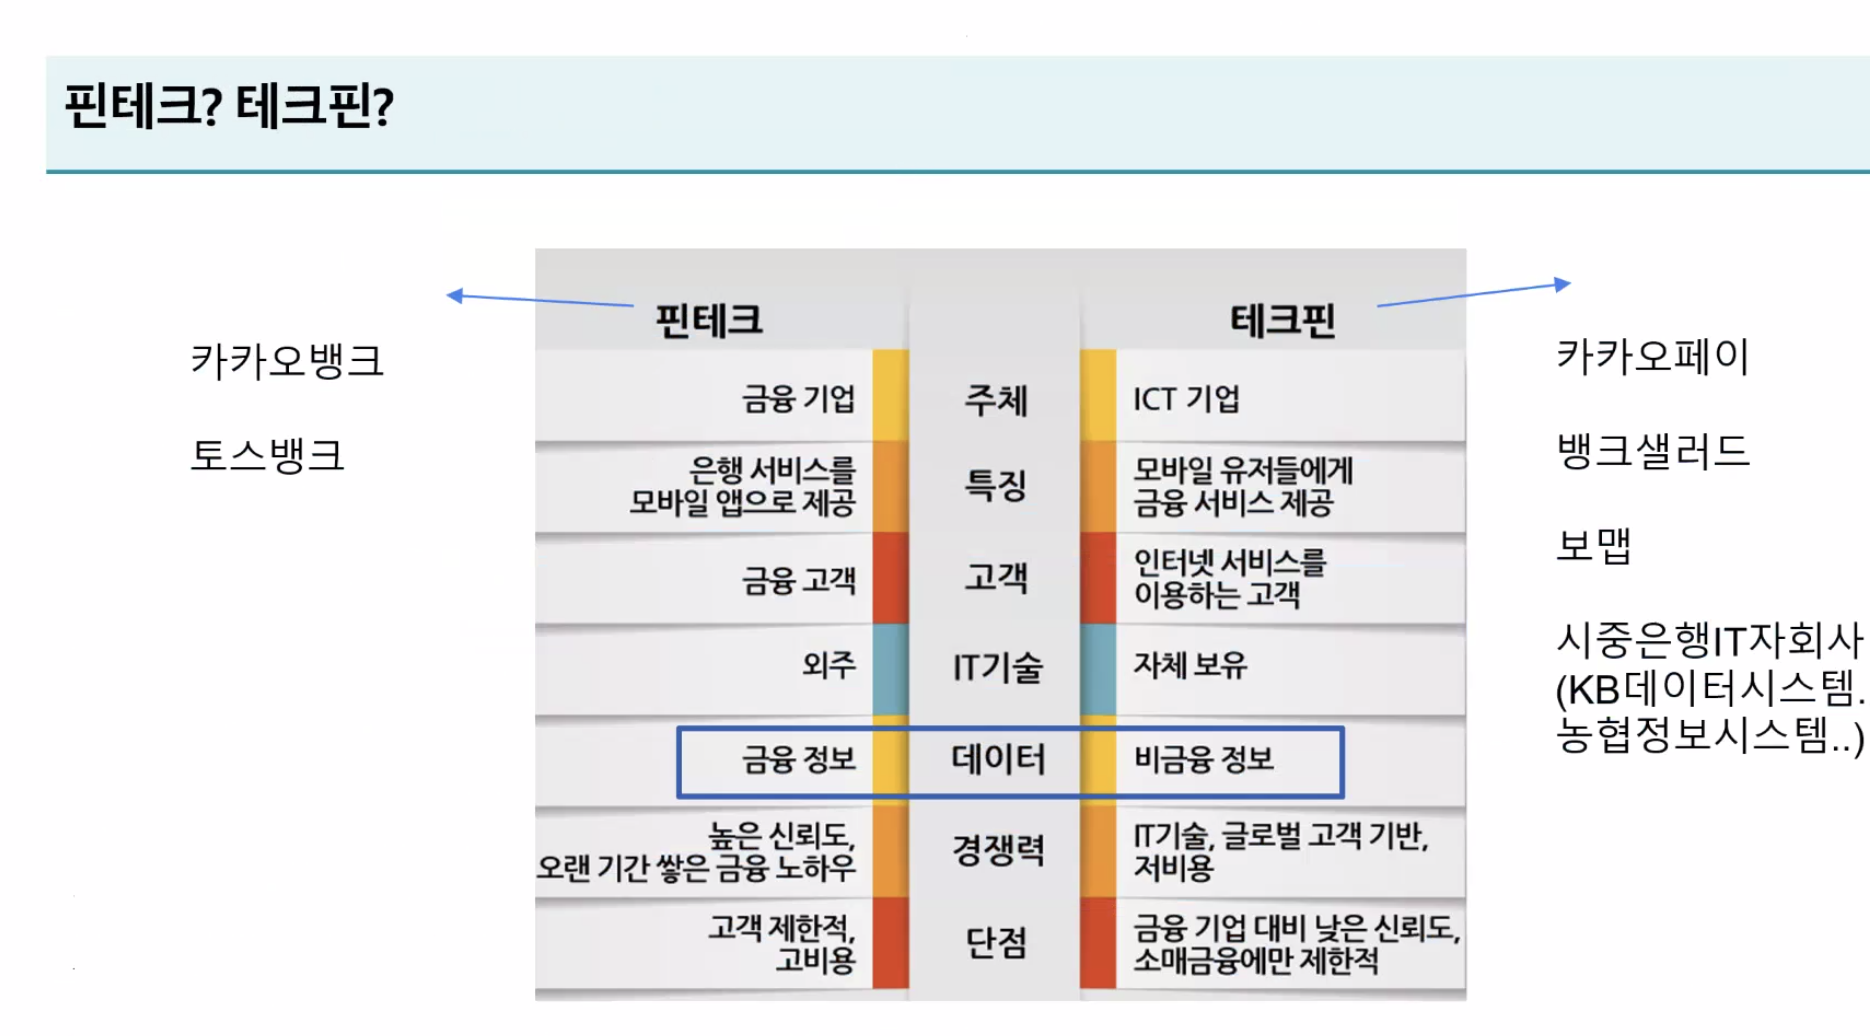 핀테크? 테크핀?
카카오뱅크
토스뱅크
핀테크
테크핀
금융 기업
주체
ICT 기업
은행 서비스를
모바일 앱으로 제공
특징
모바일 유저들에게
금융 서비스 제공
금융 고객
고객
인터넷 서비스를
이용하는 고객
외주
IT기술
자체 보유
금융 정보
데이터
비금융 정보
높은 신뢰도,
오랜 기간 쌓은 금융 노하우
경쟁력
IT기술, 글로벌 고객 기반,
저비용
고객 제한적,
고비용
단점
금융 기업 대비 낮은 신뢰도,
소매금융에만 제한적
카카오페이
뱅크샐러드
보맵
시중은행IT자회사
(KB데이터시스템.
농협정보시스템..)